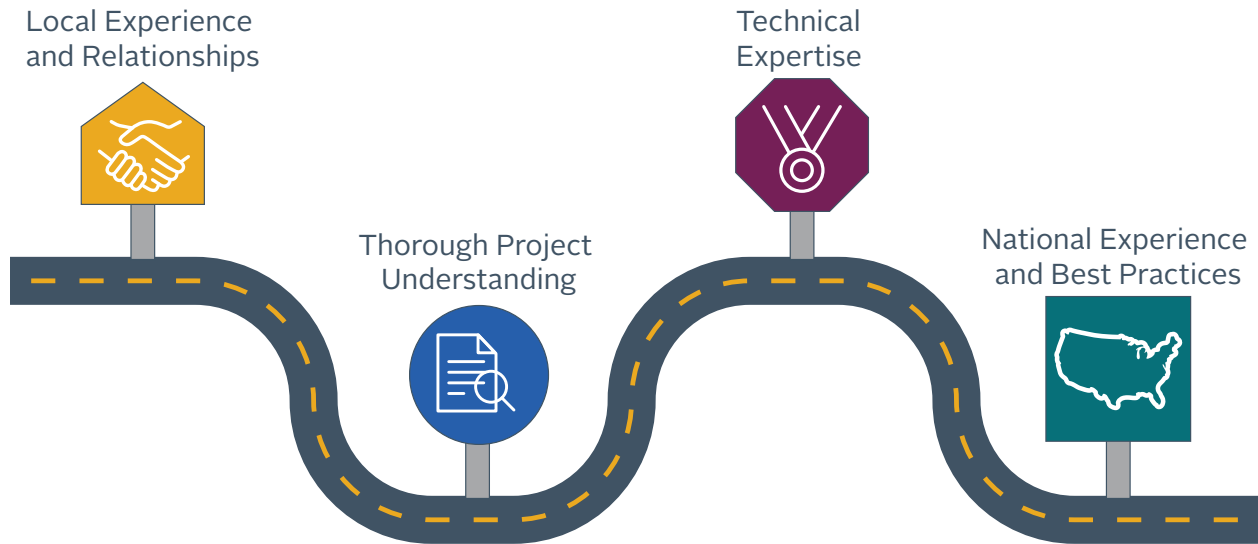 Local Experience
and Relationships
Thorough Project
Understanding
Technical
Expertise
National Experience
and Best Practices